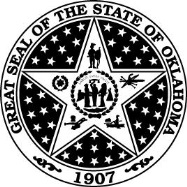 GREAT SEAL OF THE STATE OF OKLAHOMA
1907